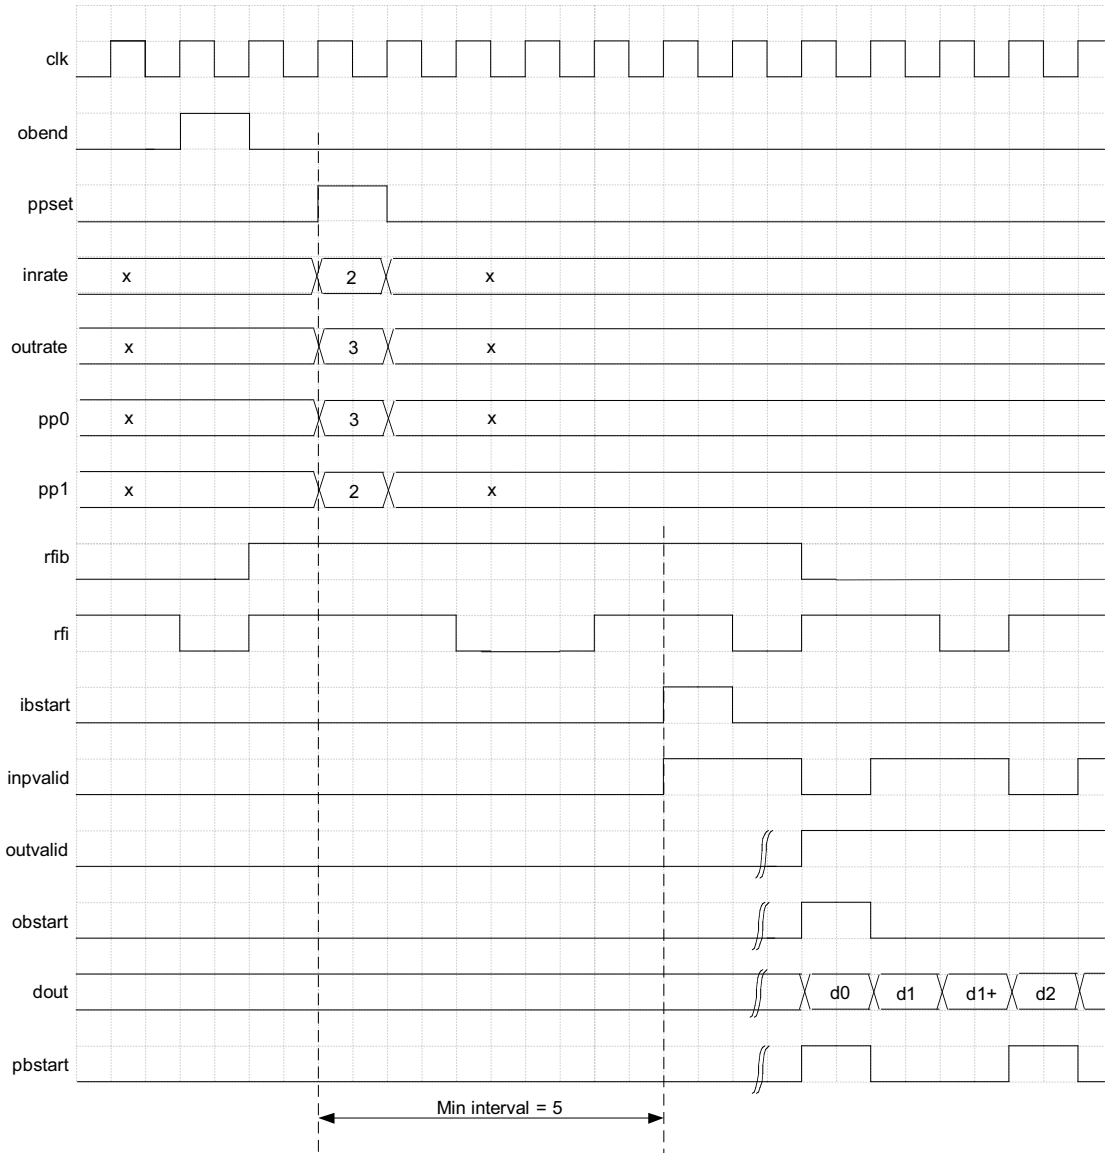 clk
obend
ppset
inrate x 2 x
outrate x 3 x
pp0 x 3 x
pp1 x 2 x
rfib
rfi
ibstart
inpvalid
outvalid
obstart
dout d0 d1 d1+ d2
pbstart
Min interval = 5